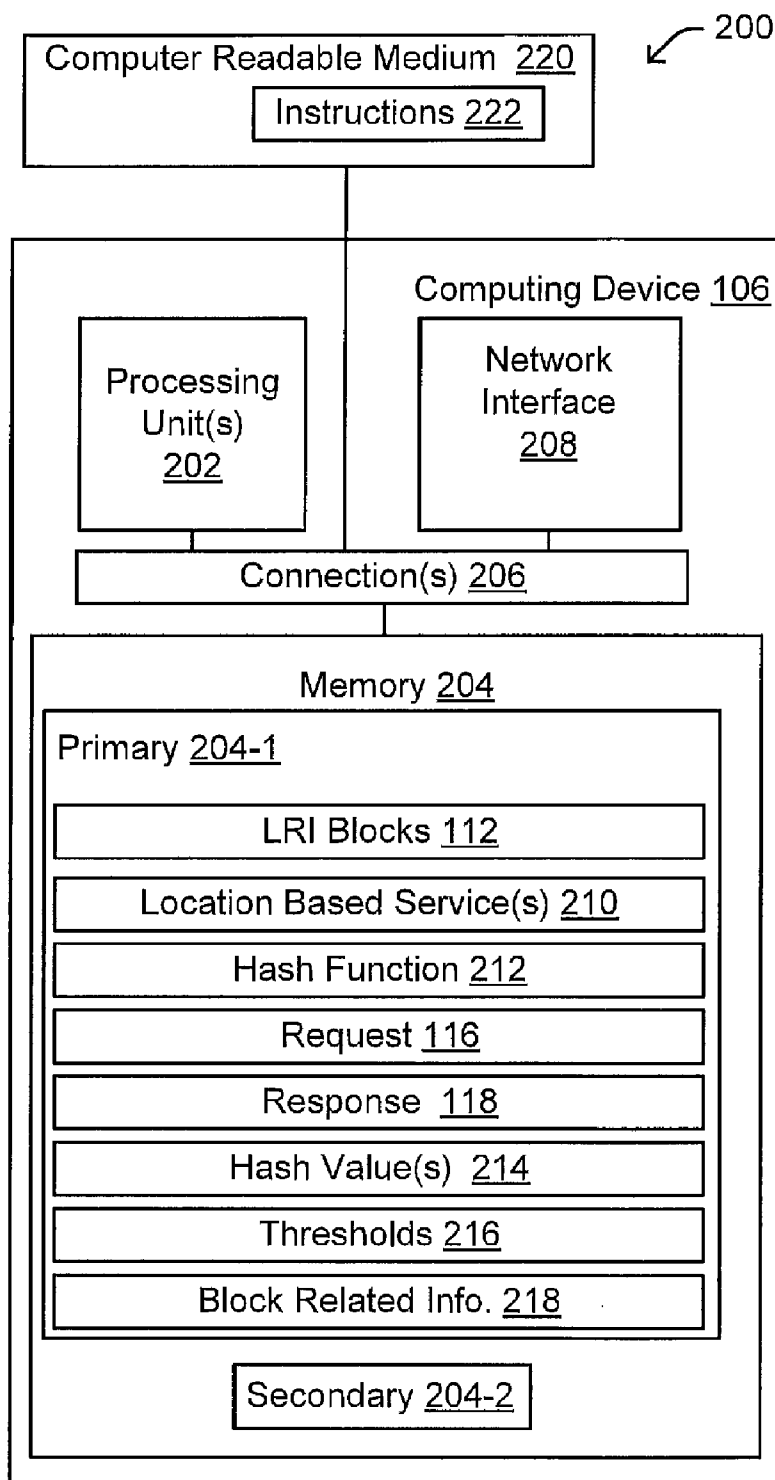 200
Computer Readable Medium 220
Instructions 222
Computing Device 106
Processing
Unit(s)
202
Network
Interface
208
Connection(s) 206
Memory 204
Primary 204-1
LRI Blocks 112
Location Based Service(s) 210
Hash Function 212
Request 116
Response 118
Hash Value(s) 214
Thresholds 216
Block Related Info. 218
Secondary 204-2